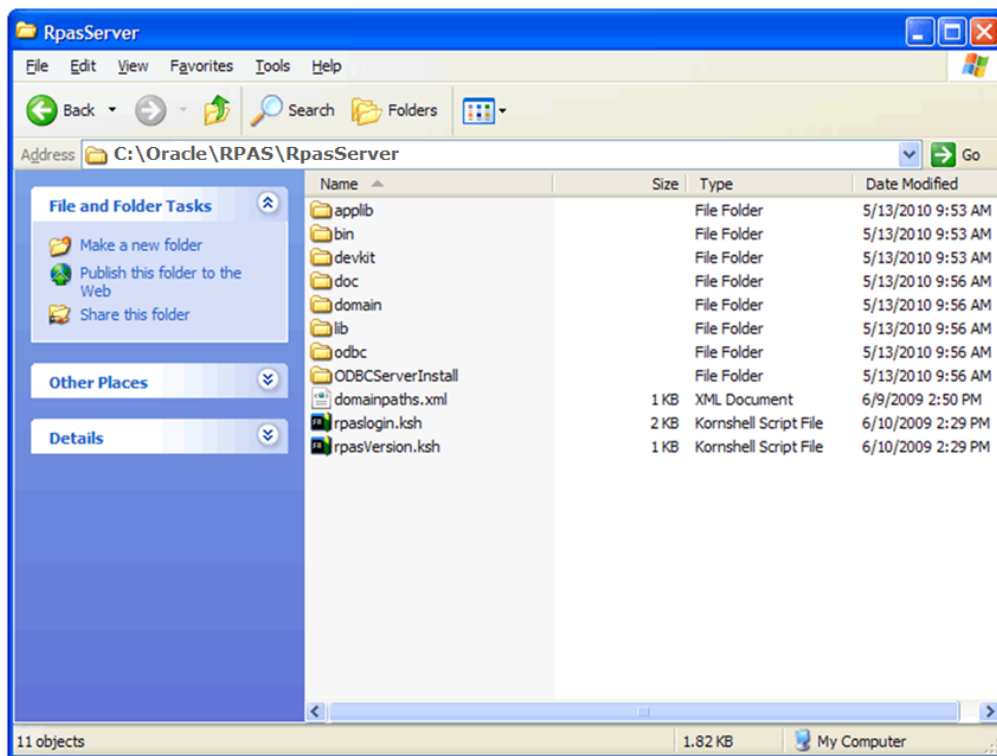 RpasServer
File Edit View Favorites Tools Help
Back Search Folders
Address C:\Oracle\RPAS\RpasServer Go
File and Folder Tasks
Make a new folder
Publish this folder to the
Web
Share this folder
Other Places
Details
Name Size Type Date Modified
applib File Folder 5/13/2010 9:53 AM
bin File Folder 5/13/2010 9:53 AM
devkit File Folder 5/13/2010 9:53 AM
doc File Folder 5/13/2010 9:56 AM
domain File Folder 5/13/2010 9:56 AM
lib File Folder 5/13/2010 9:56 AM
odbc File Folder 5/13/2010 9:56 AM
ODBCServerInstall File Folder 5/13/2010 9:56 AM
domainpaths.xml 1 KB XML Document 6/9/2009 2:50 PM
rpaslogin.ksh 2 KB Kornshell Script File 6/10/2009 2:29 PM
rpasVersion.ksh 1 KB Kornshell Script File 6/10/2009 2:29 PM
11 objects 1.82 KB My Computer